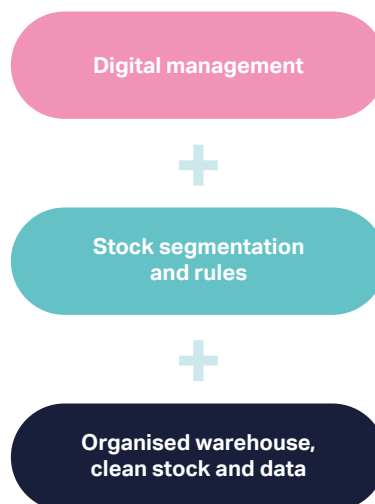 Digital management
+
Stock segmentation
and rules
+
Organised warehouse,
clean stock and data